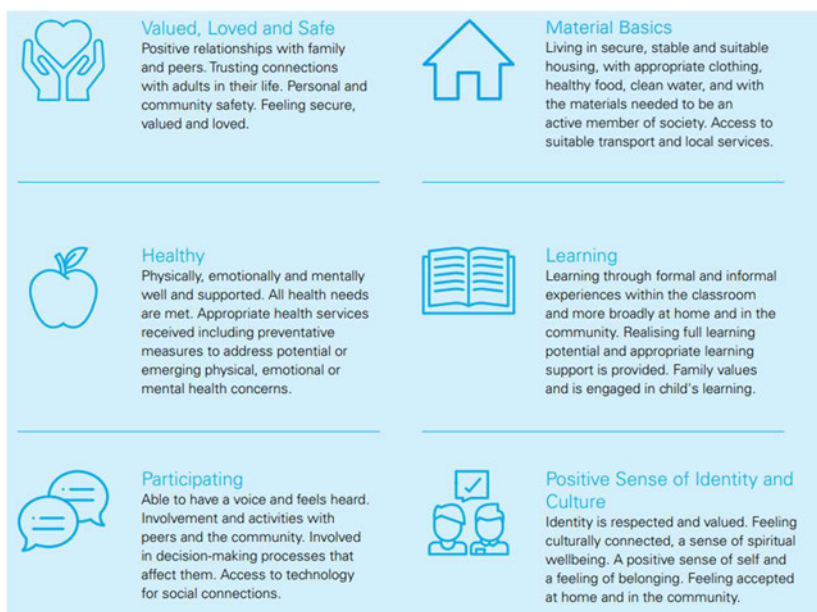 Valued, Loved and Safe
Positive relationships with family
and peers. Trusting connections
with adults in their life. Personal and
community safety. Feeling secure,
valued and loved.
Material Basics
Living in secure, stable and suitable
housing, with appropriate clothing,
healthy food, clean water, and with
the materials needed to be an
active member of society. Access to
suitable transport and local services.
Healthy
Physically, emotionally and mentally
well and supported. All health needs
are met. Appropriate health services
received including preventative
measures to address potential or
emerging physical, emotional or
mental health concerns.
Learning
Learning through formal and informal
experiences within the classroom
and more broadly at home and in the
community. Realising full learning
potential and appropriate learning
support is provided. Family values
and is engaged in child's learning.
Participating
Able to have a voice and feels heard.
Involvement and activities with
peers and the community. Involved
in decision-making processes that
affect them. Access to technology
for social connections.
Positive Sense of Identity and
Culture
Identity is respected and valued. Feeling
culturally connected, a sense of spiritual
wellbeing. A positive sense of self and
a feeling of belonging. Feeling accepted
at home and in the community.